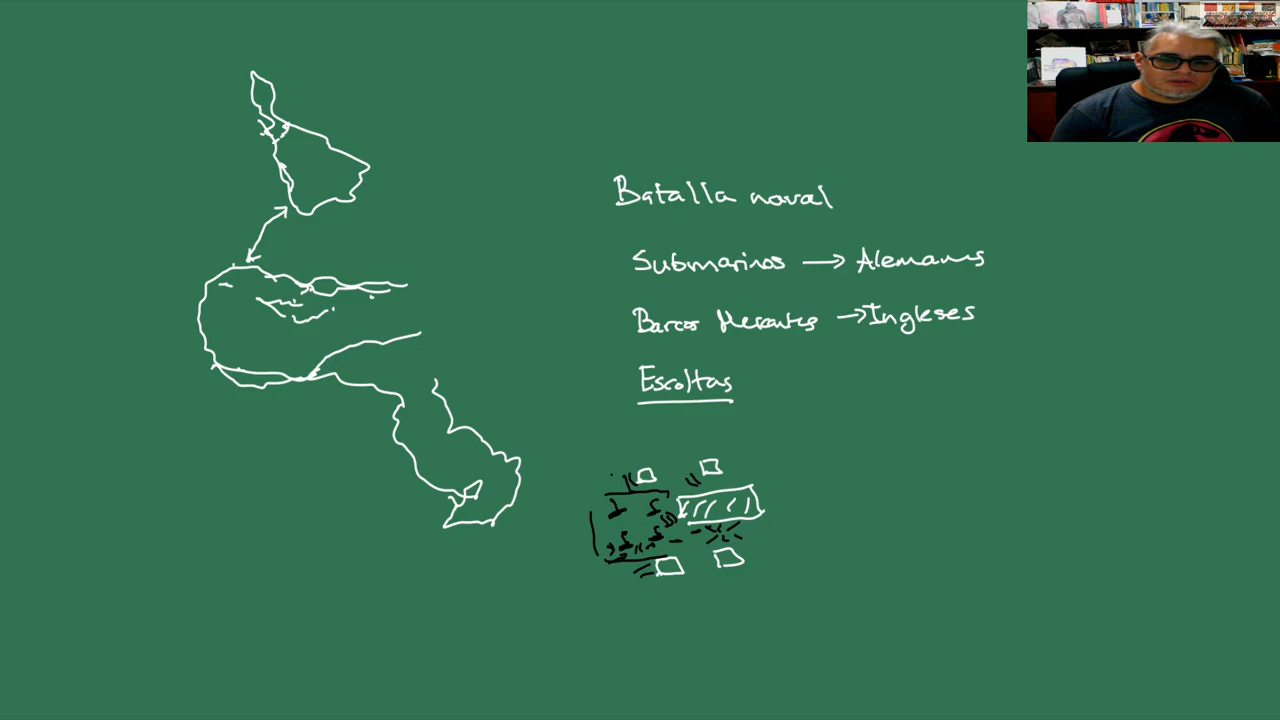 Batalla naval
Submarinos → Alemanes
Barcos Mercantes → Ingleses
Escoltas